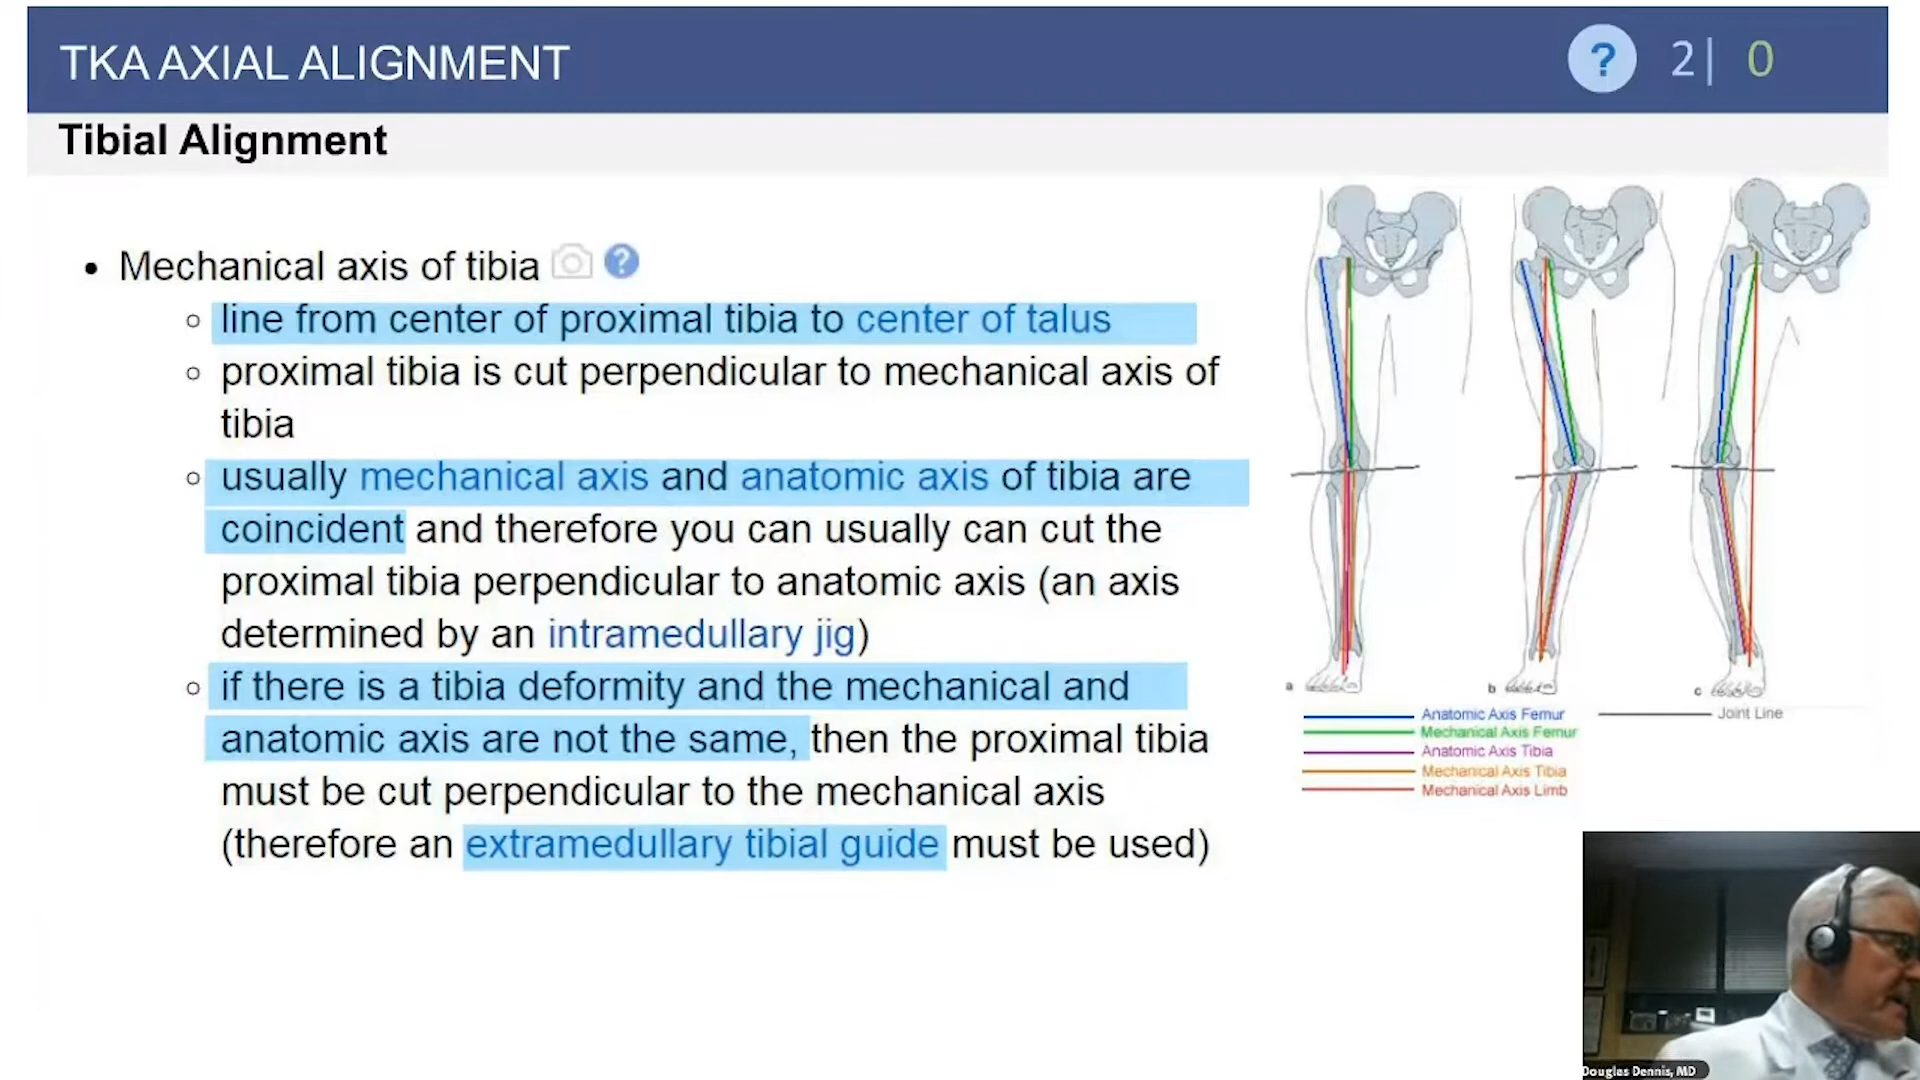 TKA AXIAL ALIGNMENT
? 2| 0
Tibial Alignment
• Mechanical axis of tibia ?
○ line from center of proximal tibia to center of talus
○ proximal tibia is cut perpendicular to mechanical axis of
tibia
○ usually mechanical axis and anatomic axis of tibia are
coincident and therefore you can usually can cut the
proximal tibia perpendicular to anatomic axis (an axis
determined by an intramedullary jig)
○ if there is a tibia deformity and the mechanical and
anatomic axis are not the same, then the proximal tibia
must be cut perpendicular to the mechanical axis
(therefore an extramedullary tibial guide must be used)
a b c
Anatomic Axis Femur Joint Line
Mechanical Axis Femur
Anatomic Axis Tibia
Mechanical Axis Tibia
Mechanical Axis Limb
Douglas Dennis, MD